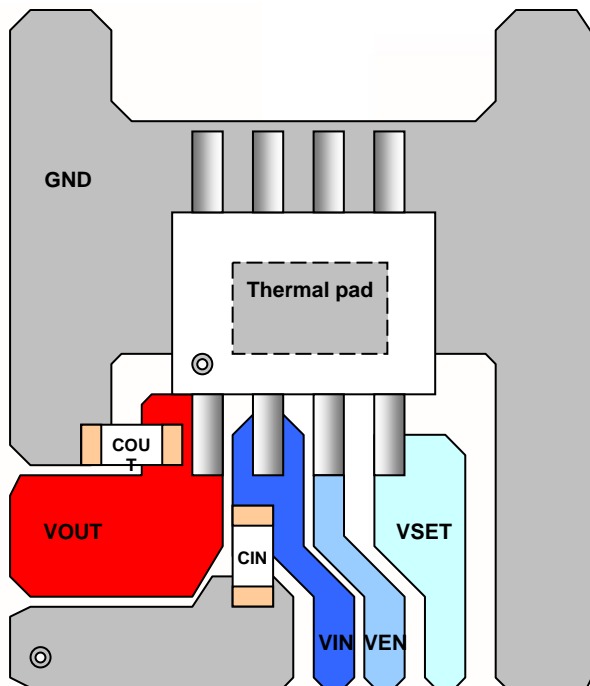 GND
Thermal pad
COU
T
VOUT
VSET
CIN
VIN
VEN